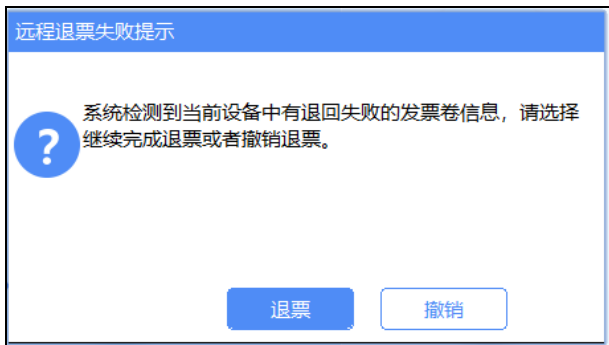 远程退票失败提示
系统检测到当前设备中有退回失败的发票卷信息，请选择
继续完成退票或者撤销退票。
退票
撤销